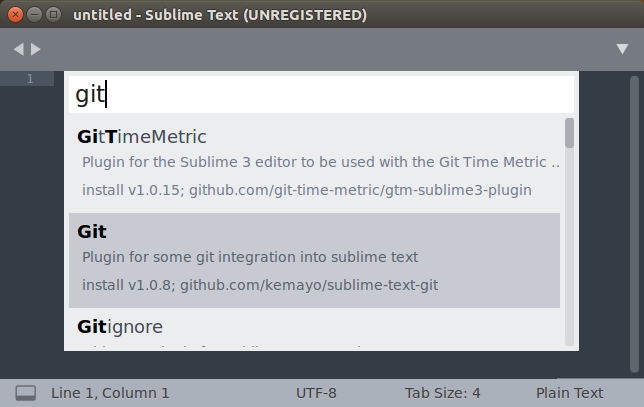 untitled - Sublime Text (UNREGISTERED)
1
git
GitTimeMetric
Plugin for the Sublime 3 editor to be used with the Git Time Metric ..
install v1.0.15; github.com/git-time-metric/gtm-sublime3-plugin
Git
Plugin for some git integration into sublime text
install v1.0.8; github.com/kemayo/sublime-text-git
Gitignore
Line 1, Column 1
UTF-8
Tab Size: 4
Plain Text